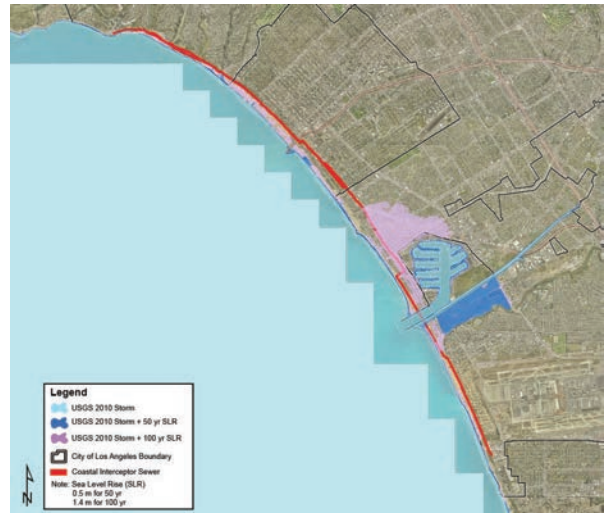 Legend
USGS 2010 Storm
USGS 2010 Storm + 50 yr SLR
USGS 2010 Storm + 100 yr SLR
City of Los Angeles Boundary
Coastal Interceptor Sewer
Note: Sea Level Rise (SLR)
0.5 m for 50 yr
1.4 m for 100 yr
N